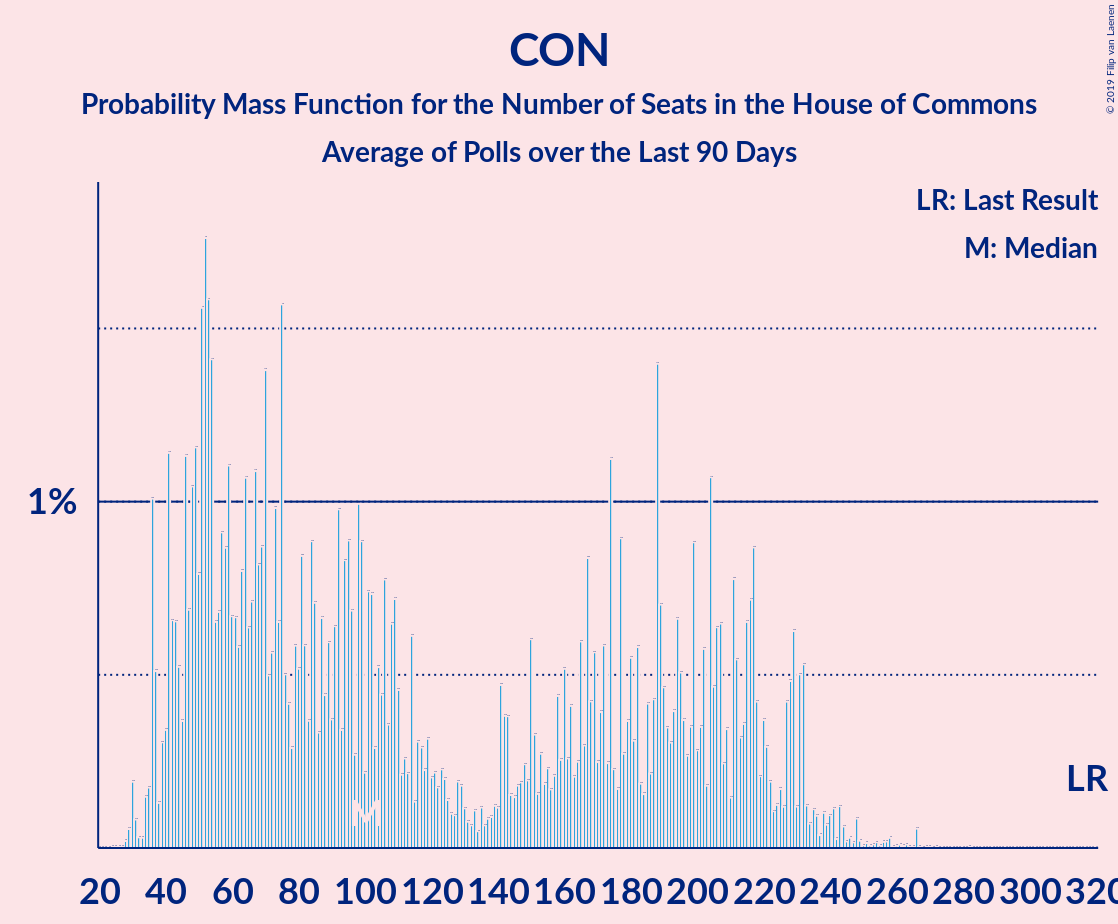 CON
Probability Mass Function for the Number of Seats in the House of Commons
Average of Polls over the Last 90 Days
© 2019 Filip van Laenen
LR: Last Result
M: Median
1%
LR
M
20 40 60 80 100 120 140 160 180 200 220 240 260 280 300 320